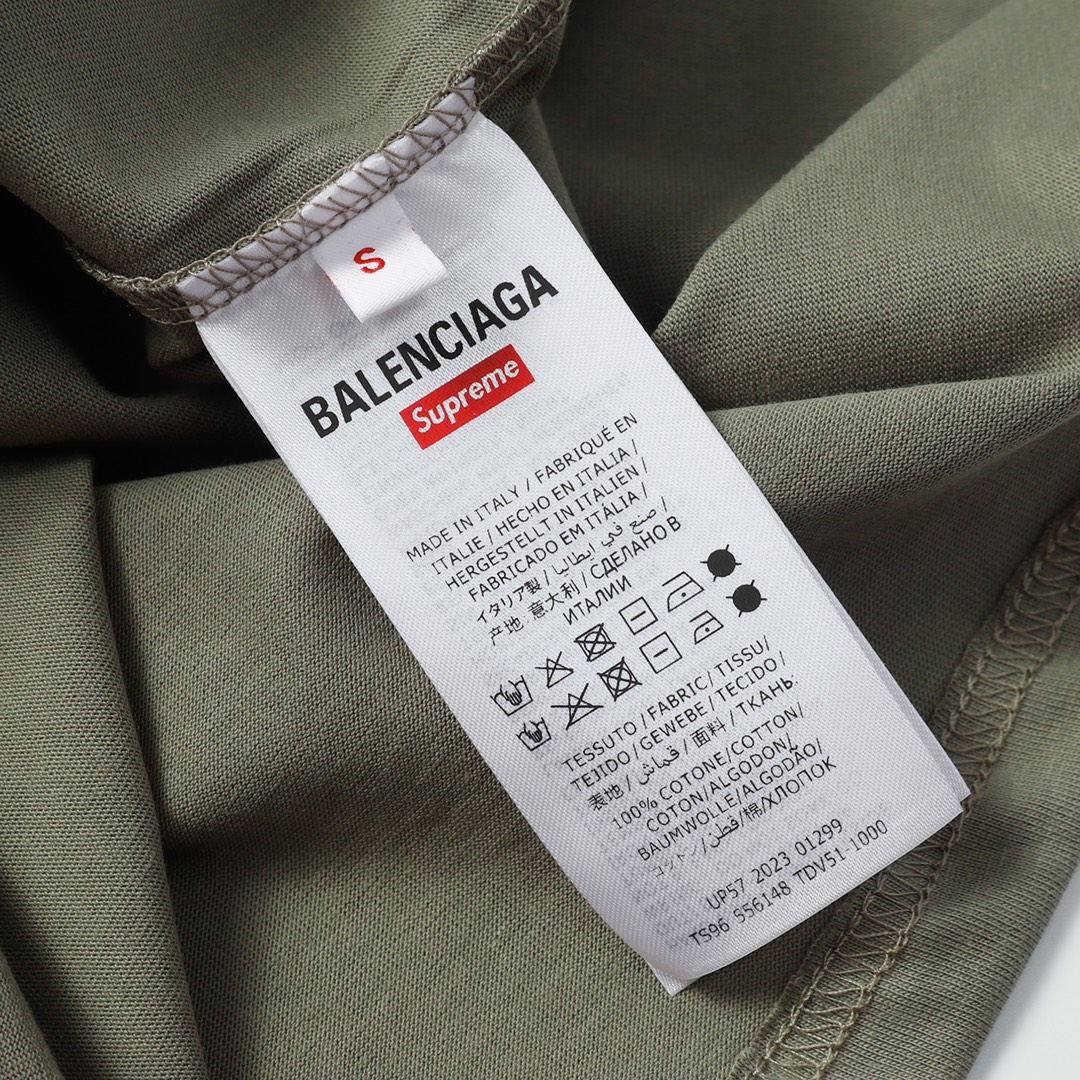 S
BALENCIAGA
Supreme
MADE IN ITALY / FABRIQUÉ EN
ITALIE / HECHO EN ITALIA /
HERGESTELLT IN ITALIEN /
FABRICADO EM ITÁLIA /
イタリア製 / صنع في ايطاليا /
产地: 意大利 / СДЕЛАНО В
ИТАЛИИ
TESSUTO / FABRIC / TISSU /
TEJIDO / GEWEBE / TECIDO /
表地 / قماش / 面料 / ТКАНЬ:
100% COTONE/COTTON/
COTON/ALGODON/
BAUMWOLLE/ALGODÃO/
コットン/قطن/棉/ХЛОПОК
UP57 2023 01299
TS96 556148 TDV51-1000